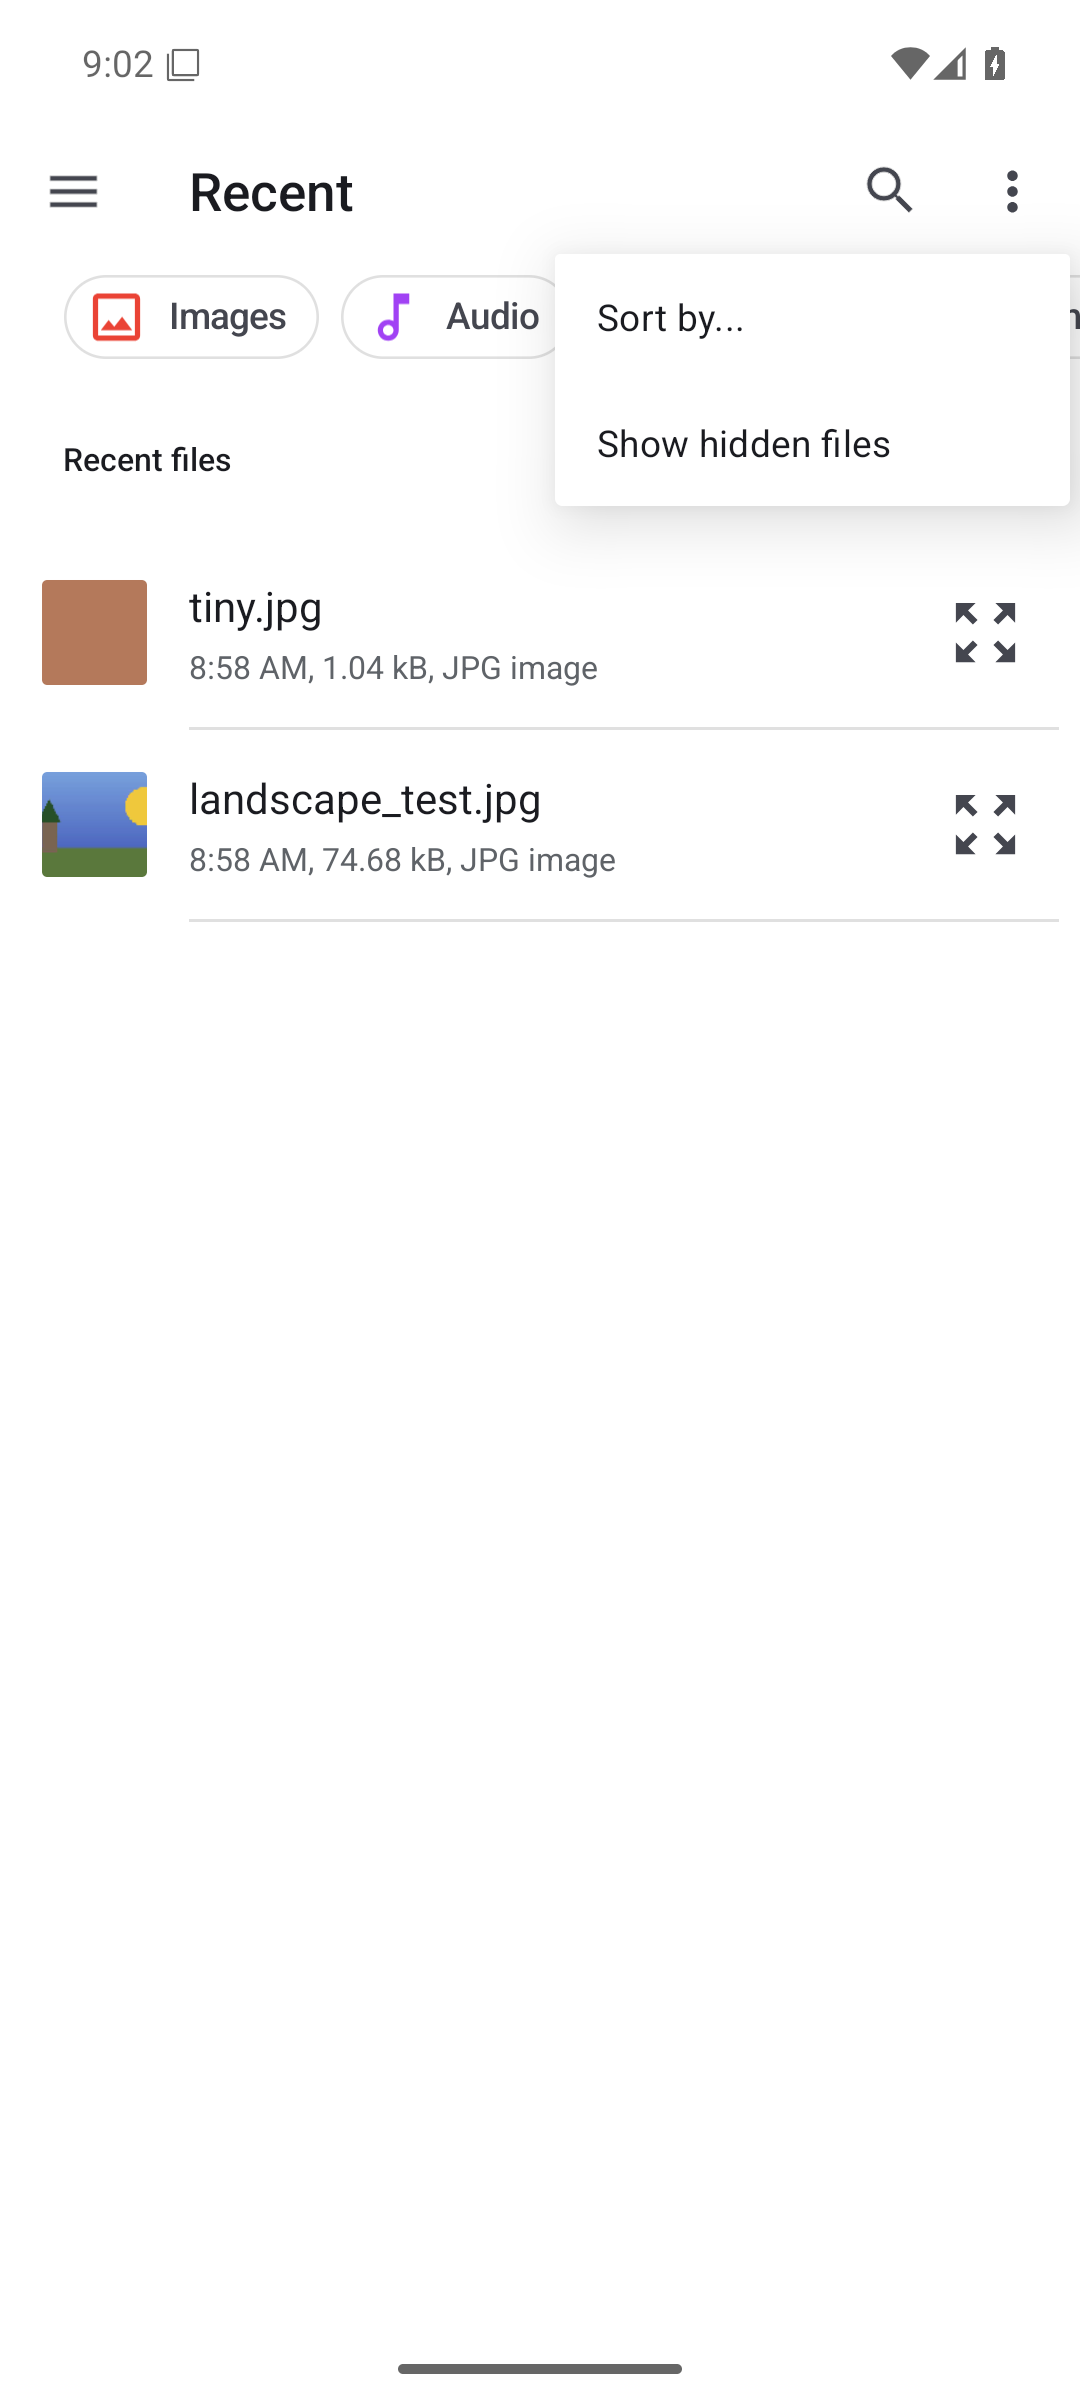 9:02
Recent
Images
Audio
Sort by...
Show hidden files
Recent files
tiny.jpg
8:58 AM, 1.04 kB, JPG image
landscape_test.jpg
8:58 AM, 74.68 kB, JPG image